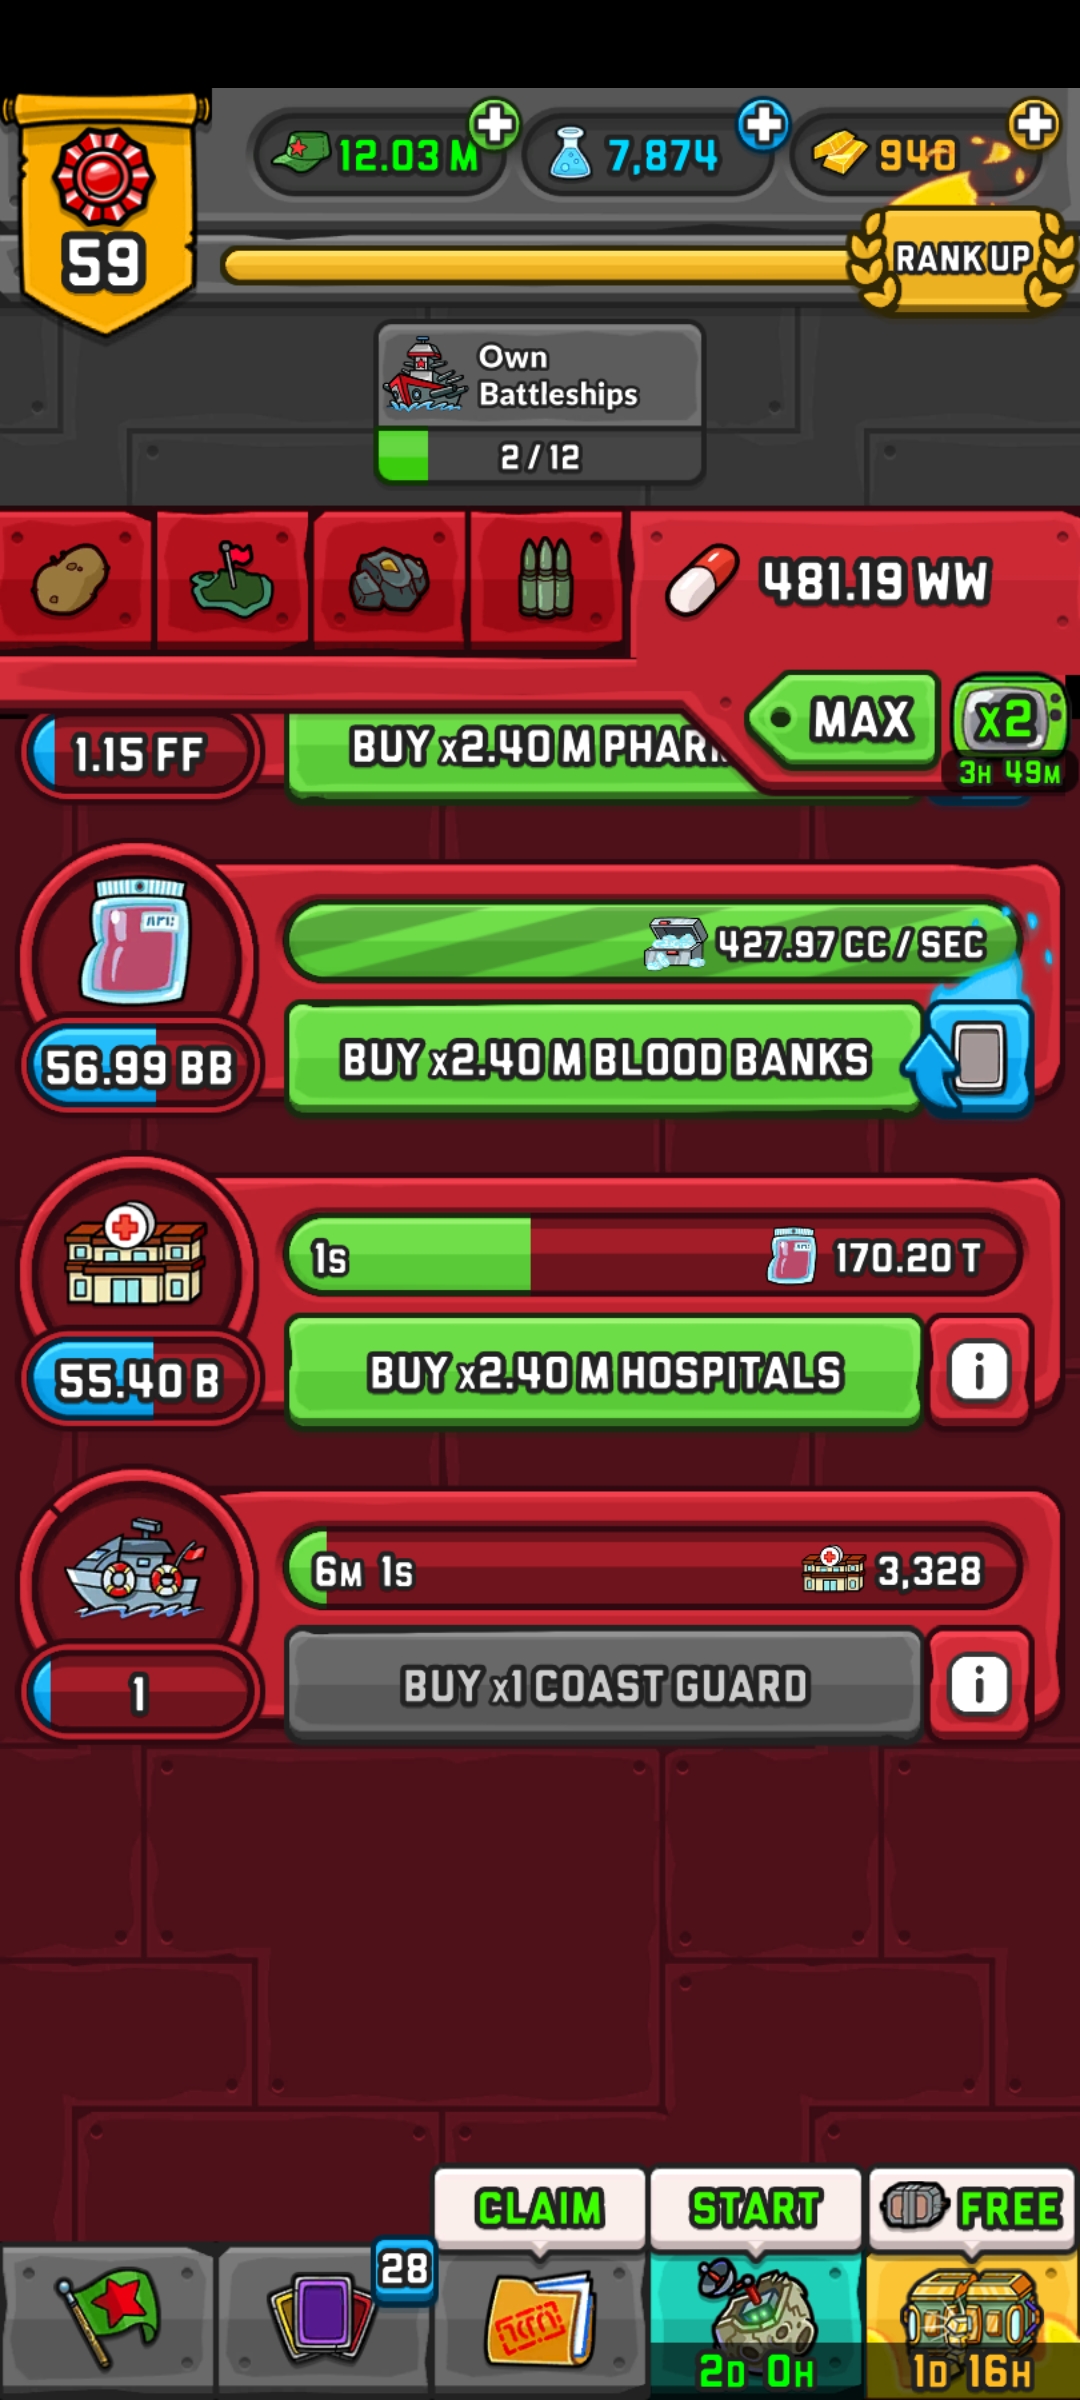 12.03 M
7,874
940
59
RANK UP
Own
Battleships
2 / 12
481.19 WW
MAX
x2
3H 49M
1.15 FF
BUY x2.40 M
427.97 CC / SEC
56.99 BB
BUY x2.40 M BLOOD BANKS
1s
170.20 T
55.40 B
BUY x2.40 M HOSPITALS
i
6M 1s
3,328
1
BUY x1 COAST GUARD
i
CLAIM
START
FREE
28
2D 0H
1D 16H